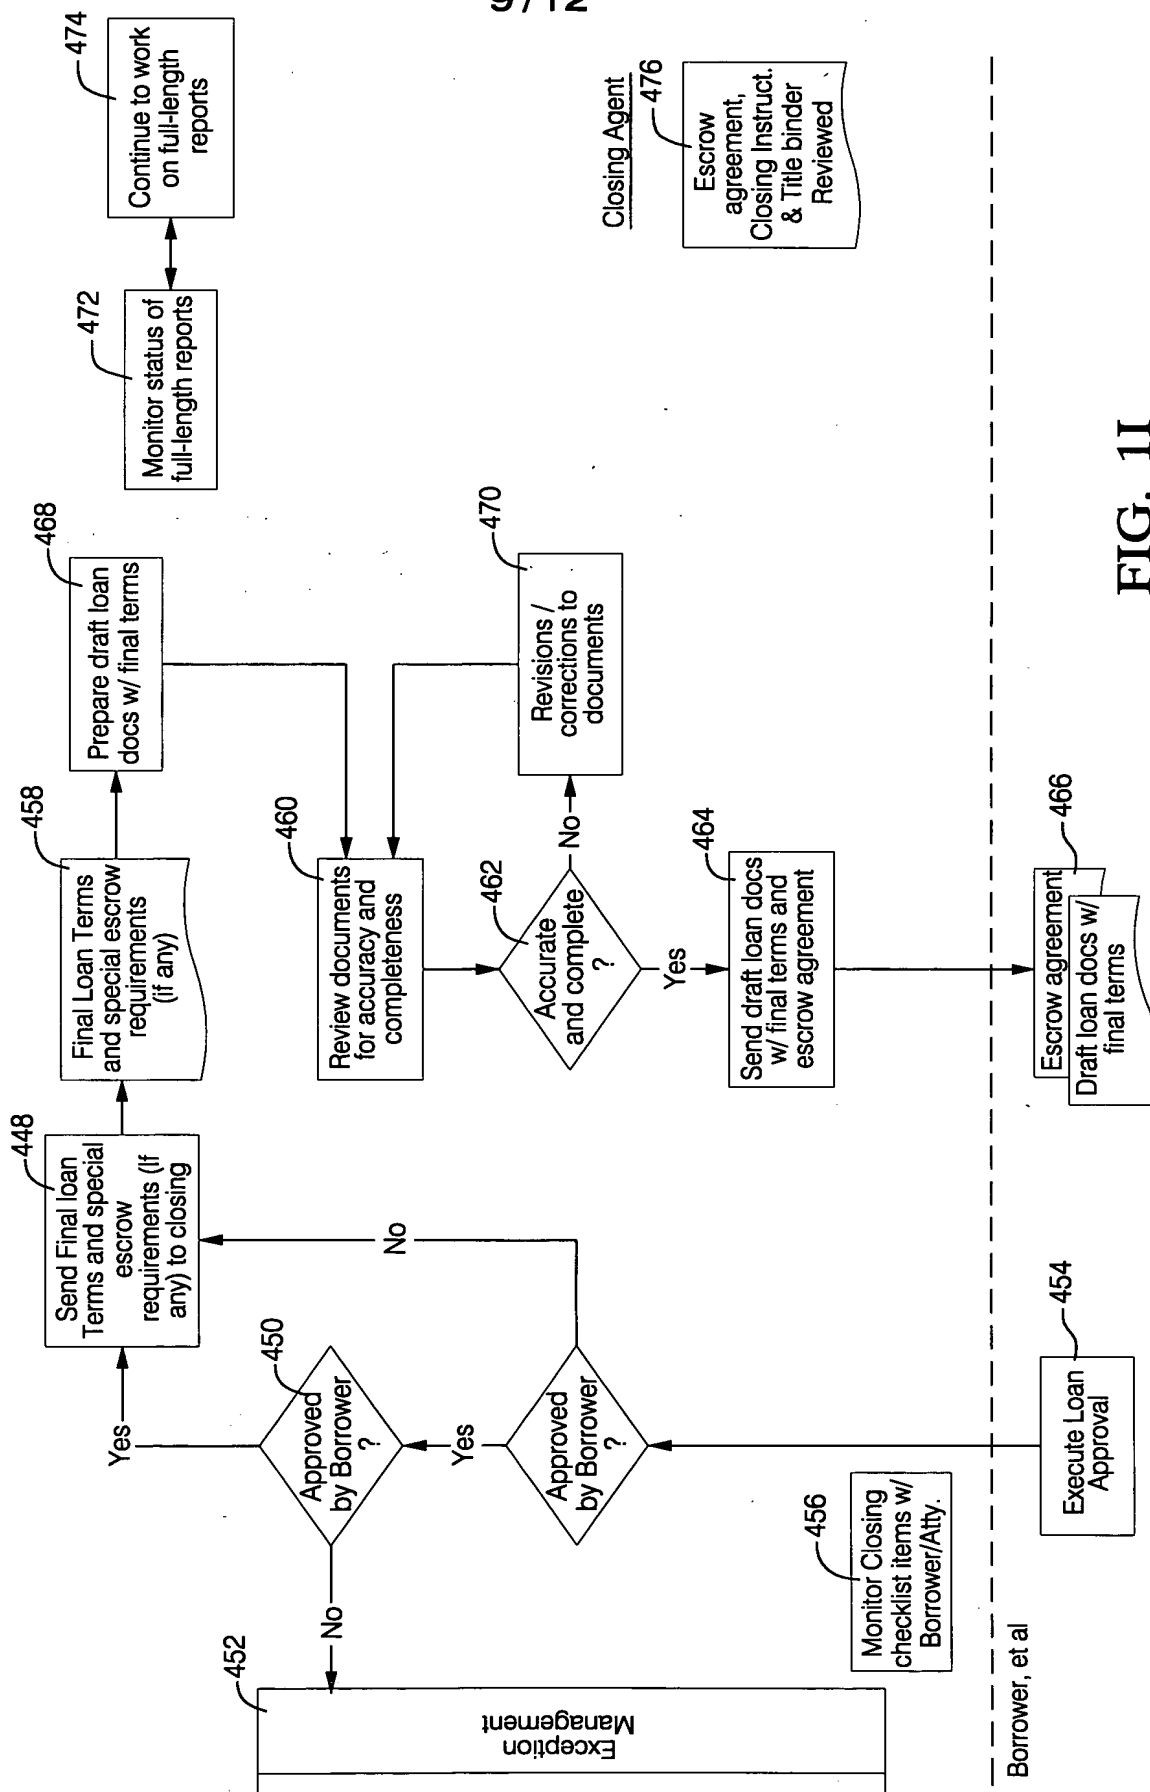 9/12
474
Continue to work
on full-length
reports
472
Monitor status of
full-length reports
Closing Agent
476
Escrow
agreement,
Closing Instruct.
& Title binder
Reviewed
468
Prepare draft loan
docs w/ final terms
470
Revisions /
corrections to
documents
458
Final Loan Terms
and special escrow
requirements
(if any)
460
Review documents
for accuracy and
completeness
462
Accurate
and complete
?
No
Yes
464
Send draft loan docs
w/ final terms and
escrow agreement
466
Escrow agreement
Draft loan docs w/
final terms
448
Send Final loan
Terms and special
escrow
requirements (If
any) to closing
No
Yes
450
Approved
by Borrower
?
Yes
Approved
by Borrower
?
No
454
Execute Loan
Approval
456
Monitor Closing
checklist items w/
Borrower/Atty.
452
Exception
Management
Borrower, et al
FIG. 1I